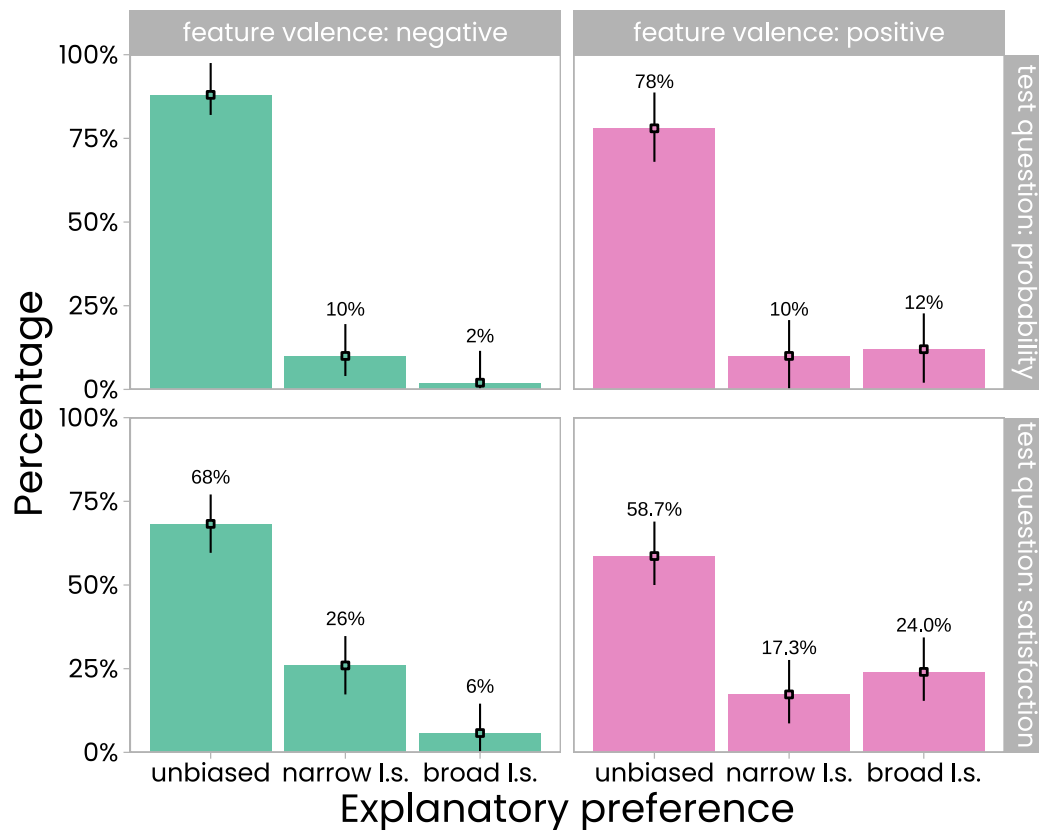 feature valence: negative
feature valence: positive
test question: probability
100%
75%
50%
25%
0%
10%
2%
78%
10%
12%
test question: satisfaction
100%
75%
50%
25%
0%
68%
26%
6%
58.7%
17.3%
24.0%
unbiased narrow l.s. broad l.s.
unbiased narrow l.s. broad l.s.
Percentage
Explanatory preference